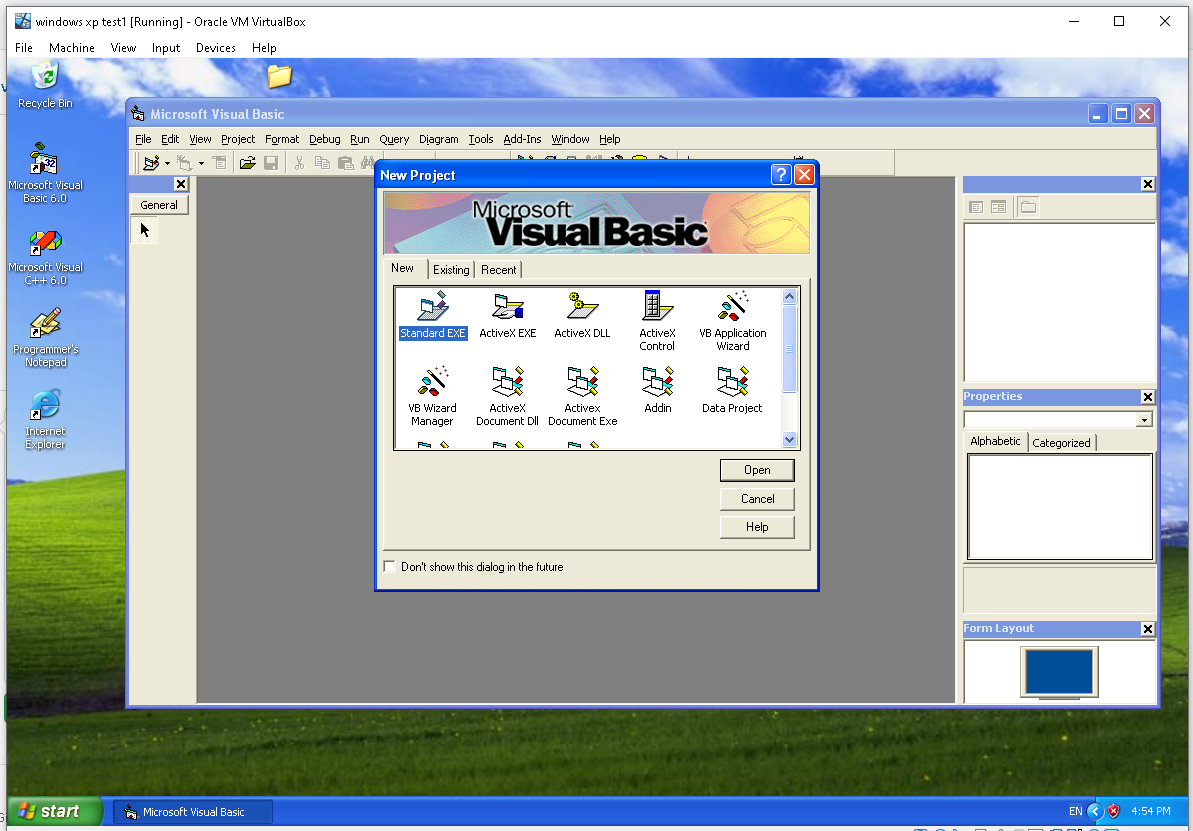 windows xp test1 [Running] - Oracle VM VirtualBox
File Machine View Input Devices Help
Recycle Bin
Microsoft Visual
Basic 6.0
Microsoft Visual
C++ 6.0
Programmer's
Notepad
Internet
Explorer
Microsoft Visual Basic
File Edit View Project Format Debug Run Query Diagram Tools Add-Ins Window Help
General
New Project
Microsoft
Visual Basic
New Existing Recent
Standard EXE
ActiveX EXE
ActiveX DLL
ActiveX
Control
VB Application
Wizard
VB Wizard
Manager
ActiveX
Document Dll
Activex
Document Exe
Addin
Data Project
Open
Cancel
Help
Don't show this dialog in the future
Properties
Alphabetic Categorized
Form Layout
start
Microsoft Visual Basic
EN
4:54 PM